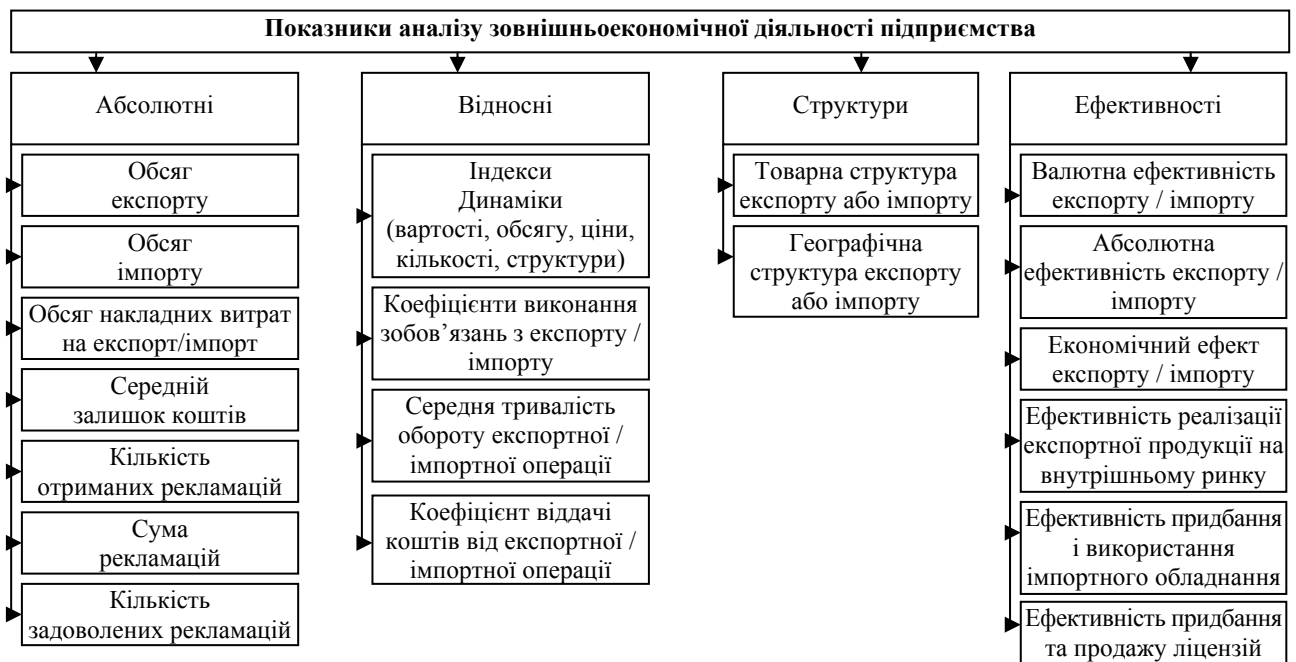 Показники аналізу зовнішньоекономічної діяльності підприємства
Абсолютні
Обсяг
експорту
Обсяг
імпорту
Обсяг накладних витрат
на експорт/імпорт
Середній
залишок коштів
Кількість
отриманих рекламацій
Сума
рекламацій
Кількість
задоволених рекламацій
Відносні
Індекси
Динаміки
(вартості, обсягу, ціни,
кількості, структури)
Коефіцієнти виконання
зобов’язань з експорту /
імпорту
Середня тривалість
обороту експортної /
імпортної операції
Коефіцієнт віддачі
коштів від експортної /
імпортної операції
Структури
Товарна структура
експорту або імпорту
Географічна
структура експорту
або імпорту
Ефективності
Валютна ефективність
експорту / імпорту
Абсолютна
ефективність експорту /
імпорту
Економічний ефект
експорту / імпорту
Ефективність реалізації
експортної продукції на
внутрішньому ринку
Ефективність придбання
і використання
імпортного обладнання
Ефективність придбання
та продажу ліцензій